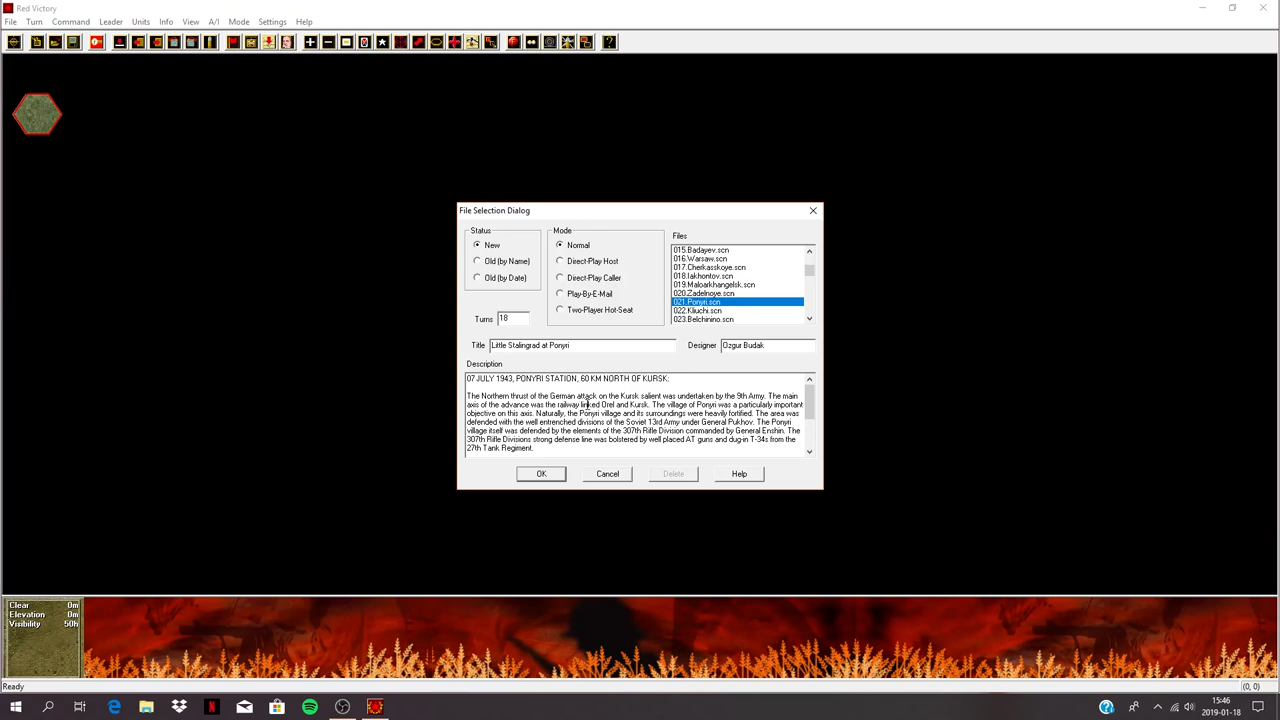 Red Victory
File Turn Command Leader Units Info View A/I Mode Settings Help
File Selection Dialog
Status
New
Old (by Name)
Old (by Date)
Turns 18
Mode
Normal
Direct-Play Host
Direct-Play Caller
Play-By-E-Mail
Two-Player Hot-Seat
Files
015.Badayev.scn
016.Warsaw.scn
017.Cherkasskoye.scn
018.Iakhontov.scn
019.Maloarkhangelsk.scn
020.Zadelnoye.scn
021.Ponyri.scn
022.Kliuchi.scn
023.Belchinino.scn
Title Little Stalingrad at Ponyri Designer Ozgur Budak
Description
07 JULY 1943, PONYRI STATION, 60 KM NORTH OF KURSK:
The Northern thrust of the German attack on the Kursk salient was undertaken by the 9th Army. The main
axis of the advance was the railway linked Orel and Kursk. The village of Ponyri was a particularly important
objective on this axis. Naturally, the Ponyri village and its surroundings were heavily fortified. The area was
defended with the well entrenched divisions of the Soviet 13rd Army under General Pukhov. The Ponyri
village itself was defended by the elements of the 307th Rifle Division commanded by General Enshin. The
307th Rifle Divisions strong defense line was bolstered by well placed AT guns and dug-in T-34s from the
27th Tank Regiment.
OK Cancel Delete Help
Clear 0m
Elevation 0m
Visibility 50h
Ready (0, 0)
15:46
2019-01-18